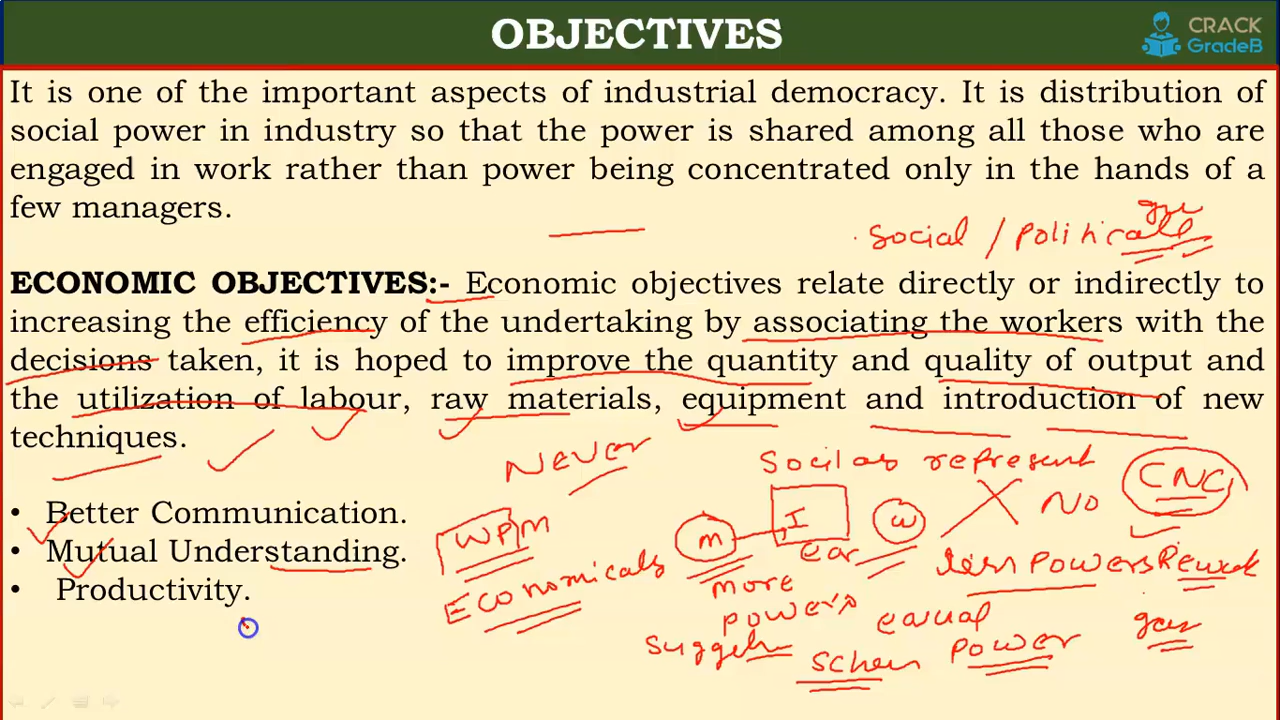 OBJECTIVES
CRACK
GradeB
It is one of the important aspects of industrial democracy. It is distribution of
social power in industry so that the power is shared among all those who are
engaged in work rather than power being concentrated only in the hands of a
few managers.
social / political
ECONOMIC OBJECTIVES:- Economic objectives relate directly or indirectly to
increasing the efficiency of the undertaking by associating the workers with the
decisions taken, it is hoped to improve the quantity and quality of output and
the utilization of labour, raw materials, equipment and introduction of new
techniques.
NEVER
represent
CNC
NO
• Better Communication.
WPM
m
I
w
• Mutual Understanding.
less Powers
• Productivity.
more
powers
Power